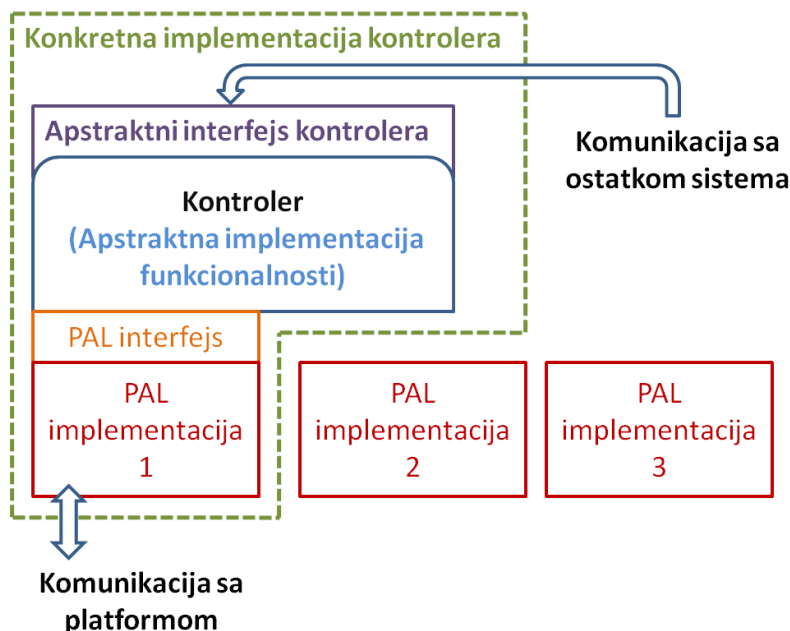 Konkretna implementacija kontrolera
Apstraktni interfejs kontrolera
Komunikacija sa
ostatkom sistema
Kontroler
(Apstraktna implementacija
funkcionalnosti)
PAL interfejs
PAL
implementacija
1
PAL
implementacija
2
PAL
implementacija
3
Komunikacija sa
platformom